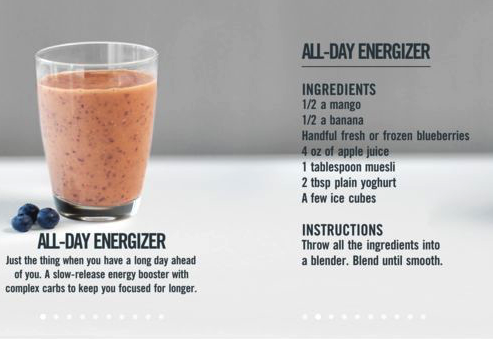 ALL-DAY ENERGIZER
Just the thing when you have a long day ahead
of you. A slow-release energy booster with
complex carbs to keep you focused for longer.
ALL-DAY ENERGIZER
INGREDIENTS
1/2 a mango
1/2 a banana
Handful fresh or frozen blueberries
4 oz of apple juice
1 tablespoon muesli
2 tbsp plain yoghurt
A few ice cubes
INSTRUCTIONS
Throw all the ingredients into
a blender. Blend until smooth.